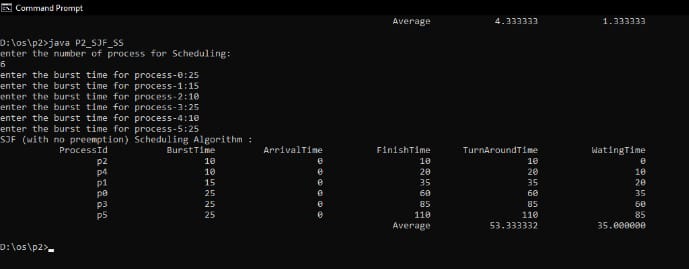 Command Prompt
Average 4.333333 1.333333
D:\os\p2>java P2_SJF_SS
enter the number of process for Scheduling:
6
enter the burst time for process-0:25
enter the burst time for process-1:15
enter the burst time for process-2:10
enter the burst time for process-3:25
enter the burst time for process-4:10
enter the burst time for process-5:25
SJF (with no preemption) Scheduling Algorithm :
ProcessId BurstTime ArrivalTime FinishTime TurnAroundTime WatingTime
p2 10 0 10 10 0
p4 10 0 20 20 10
p1 15 0 35 35 20
p0 25 0 60 60 35
p3 25 0 85 85 60
p5 25 0 110 110 85
Average 53.333332 35.000000
D:\os\p2>